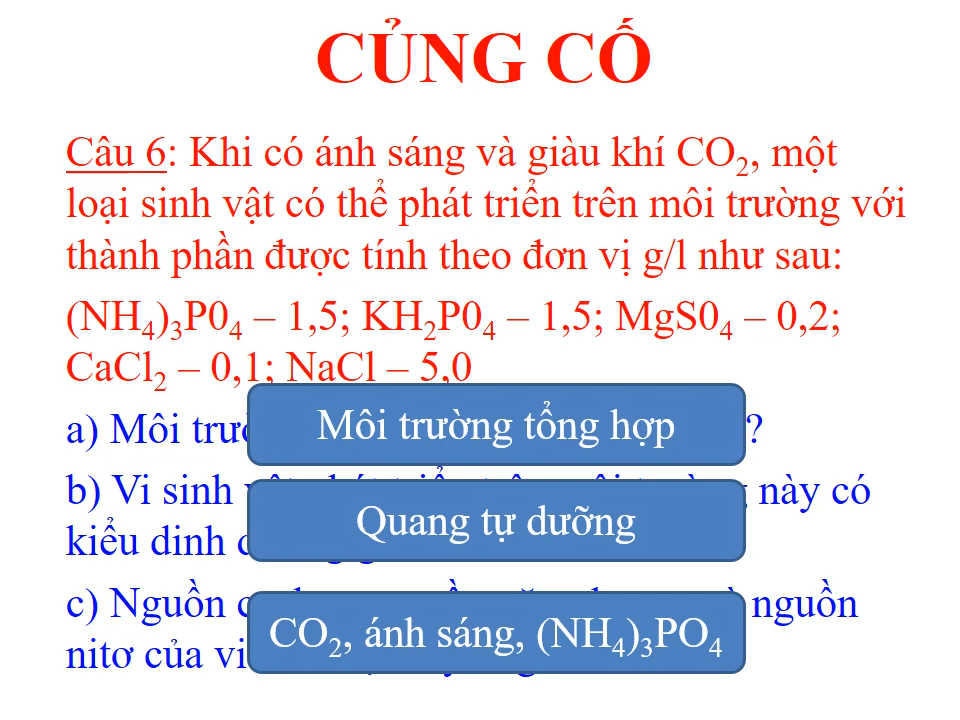 CỦNG CỐ
Câu 6: Khi có ánh sáng và giàu khí CO₂, một
loại sinh vật có thể phát triển trên môi trường với
thành phần được tính theo đơn vị g/l như sau:
(NH₄)₃P0₄ – 1,5; KH₂P0₄ – 1,5; MgS0₄ – 0,2;
CaCl₂ – 0,1; NaCl – 5,0
a) Môi ?
Môi trường tổng hợp
b) Vi sinh này có
Quang tự dưỡng
kiểu dinh
c) Nguồn nguồn
CO₂, ánh sáng, (NH₄)₃PO₄
nitơ của vi